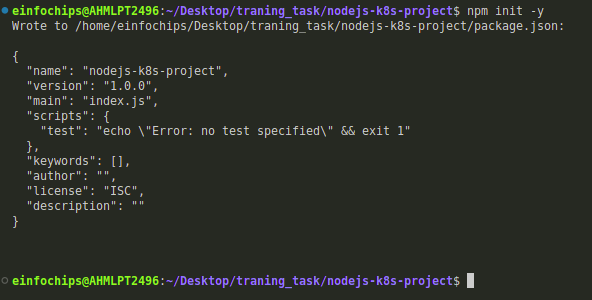 einfochips@AHMLPT2496:~/Desktop/traning_task/nodejs-k8s-project$ npm init -y
Wrote to /home/einfochips/Desktop/traning_task/nodejs-k8s-project/package.json:
{
  "name": "nodejs-k8s-project",
  "version": "1.0.0",
  "main": "index.js",
  "scripts": {
    "test": "echo \"Error: no test specified\" && exit 1"
  },
  "keywords": [],
  "author": "",
  "license": "ISC",
  "description": ""
}
einfochips@AHMLPT2496:~/Desktop/traning_task/nodejs-k8s-project$